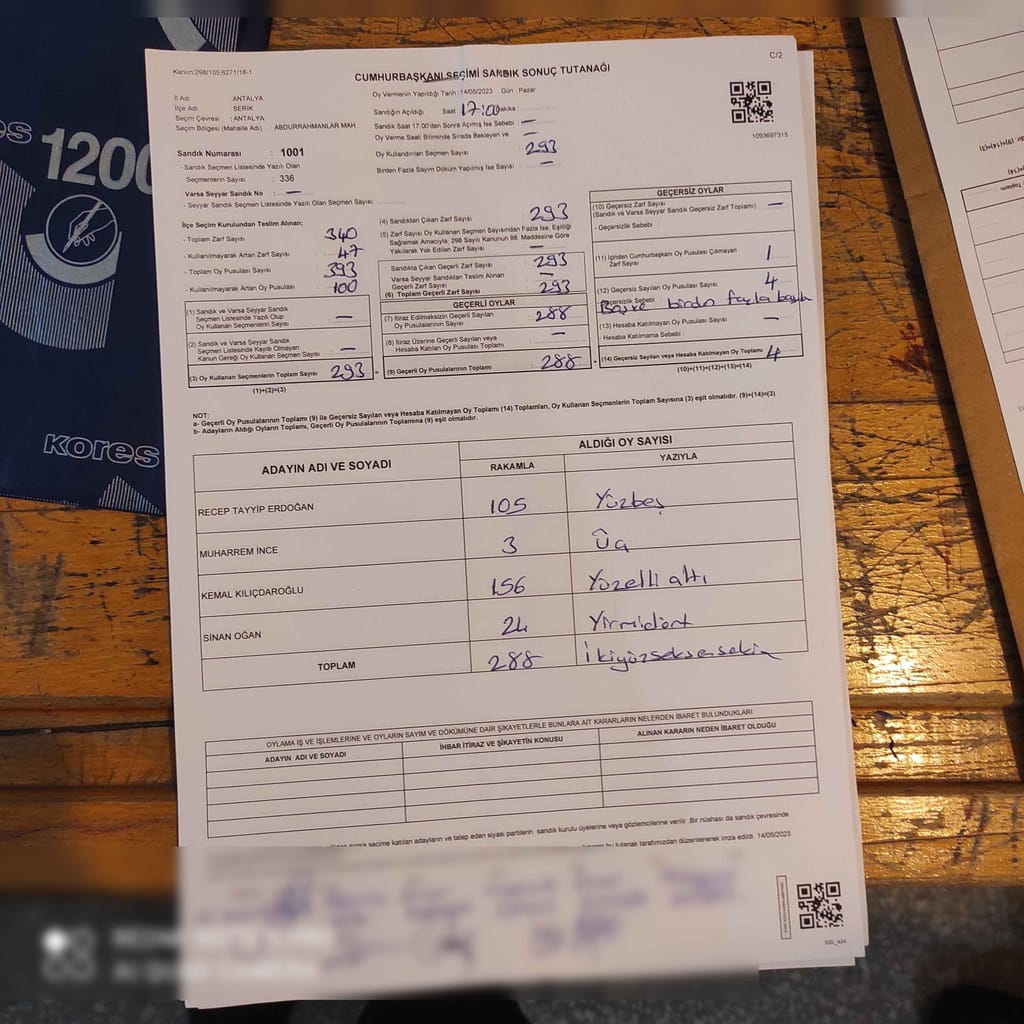 Kanun:298/105;6271/18-1
C/2
CUMHURBAŞKANI SEÇİMİ SANDIK SONUÇ TUTANAĞI
İl Adı : ANTALYA
İlçe Adı : SERİK
Seçim Çevresi : ANTALYA
Seçim Bölgesi (Mahalle Adı) : ABDURRAHMANLAR MAH.
Sandık Numarası : 1001
- Sandık Seçmen Listesinde Yazılı Olan
Seçmenlerin Sayısı : 336
Varsa Seyyar Sandık No : —
- Seyyar Sandık Seçmen Listesinde Yazılı Olan Seçmen Sayısı:
Oy Vermenin Yapıldığı Tarih : 14/05/2023 Gün : Pazar
Sandığın Açıldığı Saat 17:00 Dakika :
Sandık Saat 17.00'den Sonra Açılmış İse Sebebi : —
Oy Verme Saati Bitiminde Sırada Bekleyen ve —
Oy Kullandırılan Seçmen Sayısı : 293
Birden Fazla Sayım Döküm Yapılmış İse Sayısı : —
1093697315
İlçe Seçim Kurulundan Teslim Alınan;
- Toplam Zarf Sayısı : 340
- Kullanılmayarak Artan Zarf Sayısı : 47
- Toplam Oy Pusulası Sayısı : 393
- Kullanılmayarak Artan Oy Pusulası : 100
(1) Sandık ve Varsa Seyyar Sandık
Seçmen Listesinde Yazılı Olup
Oy Kullanan Seçmenlerin Sayısı : —
(2) Sandık ve Varsa Seyyar Sandık
Seçmen Listesinde Kayıtlı Olmayan
Kanun Gereği Oy Kullanan Seçmen Sayısı : —
(3) Oy Kullanan Seçmenlerin Toplam Sayısı : 293
(1)+(2)=(3)
(4) Sandıktan Çıkan Zarf Sayısı : 293
(5) Zarf Sayısı Oy Kullanan Seçmen Sayısından Fazla İse, Eşitliği
Sağlamak Amacıyla, 298 Sayılı Kanunun 98. Maddesine Göre
Yakılarak Yok Edilen Zarf Sayısı : —
Sandıkta Çıkan Geçerli Zarf Sayısı : 293
Varsa Seyyar Sandıktan Teslim Alınan
Geçerli Zarf Sayısı : —
(6) Toplam Geçerli Zarf Sayısı : 293
GEÇERLİ OYLAR
(7) İtiraz Edilmeksizin Geçerli Sayılan
Oy Pusulalarının Sayısı : 288
(8) İtiraz Üzerine Geçerli Sayılan veya
Hesaba Katılan Oy Pusulası Toplamı : —
(9) Geçerli Oy Pusulalarının Toplamı : 288
GEÇERSİZ OYLAR
(10) Geçersiz Zarf Sayısı
(Sandık ve Varsa Seyyar Sandık Geçersiz Zarf Toplamı) : —
- Geçersizlik Sebebi :
(11) İçinden Cumhurbaşkanı Oy Pusulası Çıkmayan
Zarf Sayısı : 1
(12) Geçersiz Sayılan Oy Pusulası Sayısı : 4
Geçersizlik Sebebi : birden fazla
(13) Hesaba Katılmayan Oy Pusulası Sayısı : —
Hesaba Katılmama Sebebi :
(14) Geçersiz Sayılan veya Hesaba Katılmayan Oy Toplamı : 4
(10)+(11)+(12)+(13)=(14)
NOT:
a- Geçerli Oy Pusulalarının Toplamı (9) ile Geçersiz Sayılan veya Hesaba Katılmayan Oy Toplamı (14) Toplamları, Oy Kullanan Seçmenlerin Toplam Sayısına (3) eşit olmalıdır. (9)+(14)=(3)
b- Adayların Aldığı Oyların Toplamı, Geçerli Oy Pusulalarının Toplamına (9) eşit olmalıdır.
ADAYIN ADI VE SOYADI ALDIĞI OY SAYISI
RAKAMLA YAZIYLA
RECEP TAYYİP ERDOĞAN 105 Yüzbeş
MUHARREM İNCE 3 Üç
KEMAL KILIÇDAROĞLU 156 Yüzelli altı
SİNAN OĞAN 24 Yirmidört
TOPLAM 288 İkiyüzseksensekiz
OYLAMA İŞ VE İŞLEMLERİNE VE OYLARIN SAYIM VE DÖKÜMÜNE DAİR ŞİKAYETLERLE BUNLARA AİT KARARLARIN NELERDEN İBARET BULUNDUKLARI
ADAYIN ADI VE SOYADI İHBAR İTİRAZ VE ŞİKAYETİN KONUSU ALINAN KARARIN NEDEN İBARET OLDUĞU
sonra seçime katılan adayların ve talep eden siyasi partilerin sandık kurulu üyelerine veya gözlemcilerine verilir. Bir nüshası da sandık çevresinde
bu tutanak tarafımızdan düzenlenerek imza edildi. 14/05/2023
1200
kores